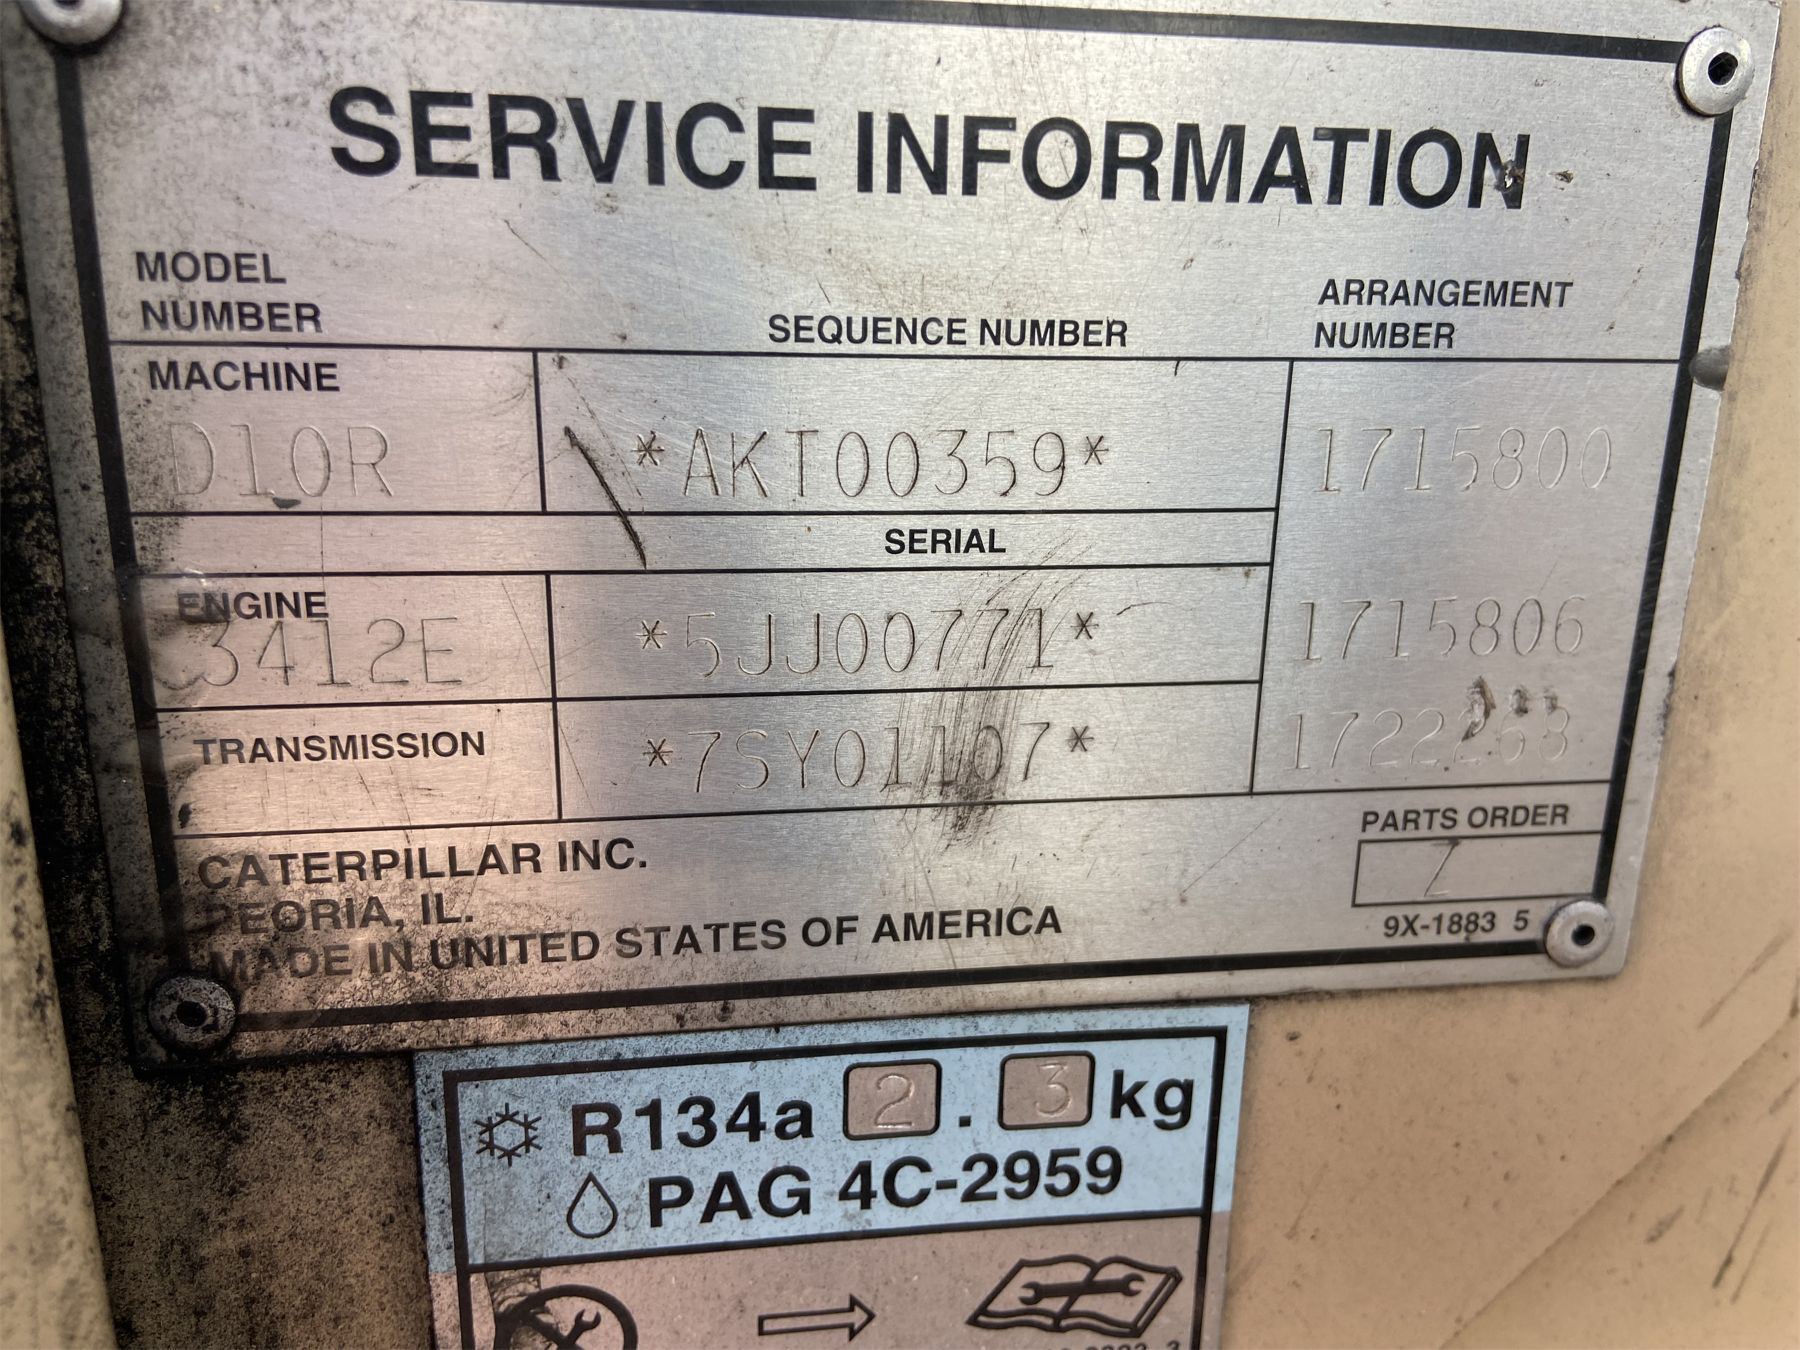 SERVICE INFORMATION
MODEL
NUMBER
SEQUENCE NUMBER
ARRANGEMENT
NUMBER
MACHINE
D10R
*AKT00359*
1715800
SERIAL
ENGINE
3412E
*5JJ00771*
1715806
TRANSMISSION
*7SY01107*
1722268
CATERPILLAR INC.
PEORIA, IL.
MADE IN UNITED STATES OF AMERICA
PARTS ORDER
Z
9X-1883 5
R134a 2.3 kg
PAG 4C-2959